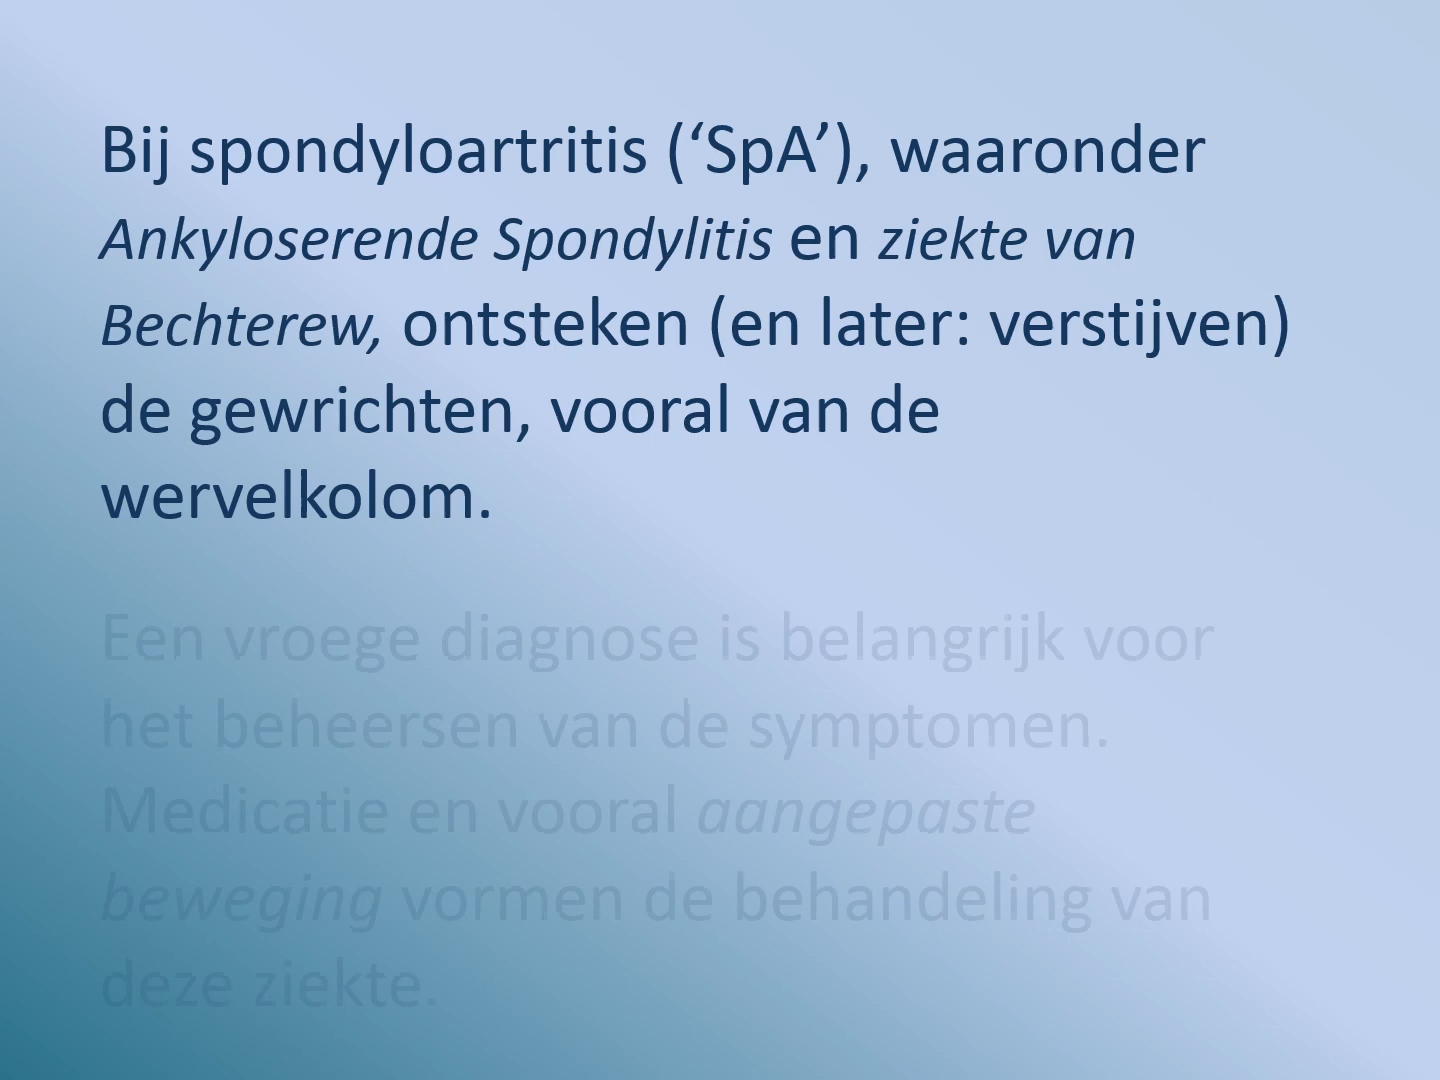 Bij spondyloartritis (‘SpA’), waaronder
Ankyloserende Spondylitis en ziekte van
Bechterew, ontsteken (en later: verstijven)
de gewrichten, vooral van de
wervelkolom.
Een vroege diagnose is belangrijk voor
het beheersen van de symptomen.
Medicatie en vooral aangepaste
beweging vormen de behandeling van
deze ziekte.